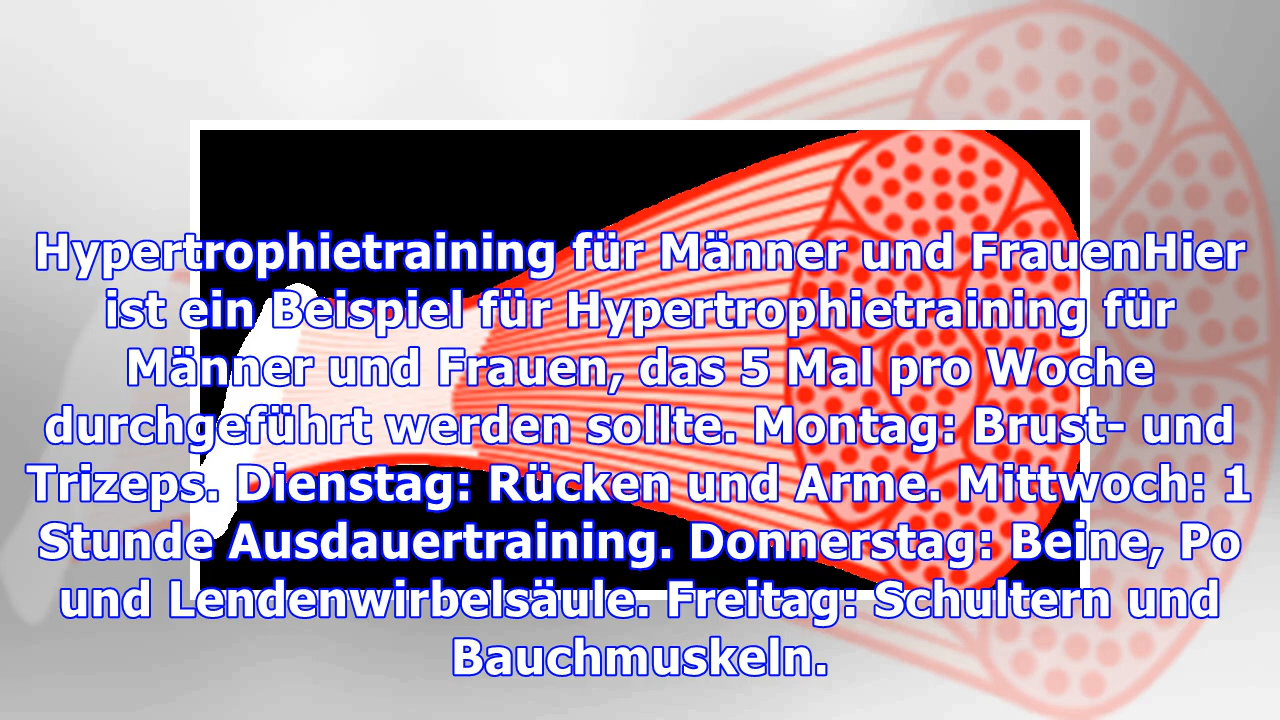 Hypertrophietraining für Männer und FrauenHier
ist ein Beispiel für Hypertrophietraining für
Männer und Frauen, das 5 Mal pro Woche
durchgeführt werden sollte. Montag: Brust- und
Trizeps. Dienstag: Rücken und Arme. Mittwoch: 1
Stunde Ausdauertraining. Donnerstag: Beine, Po
und Lendenwirbelsäule. Freitag: Schultern und
Bauchmuskeln.